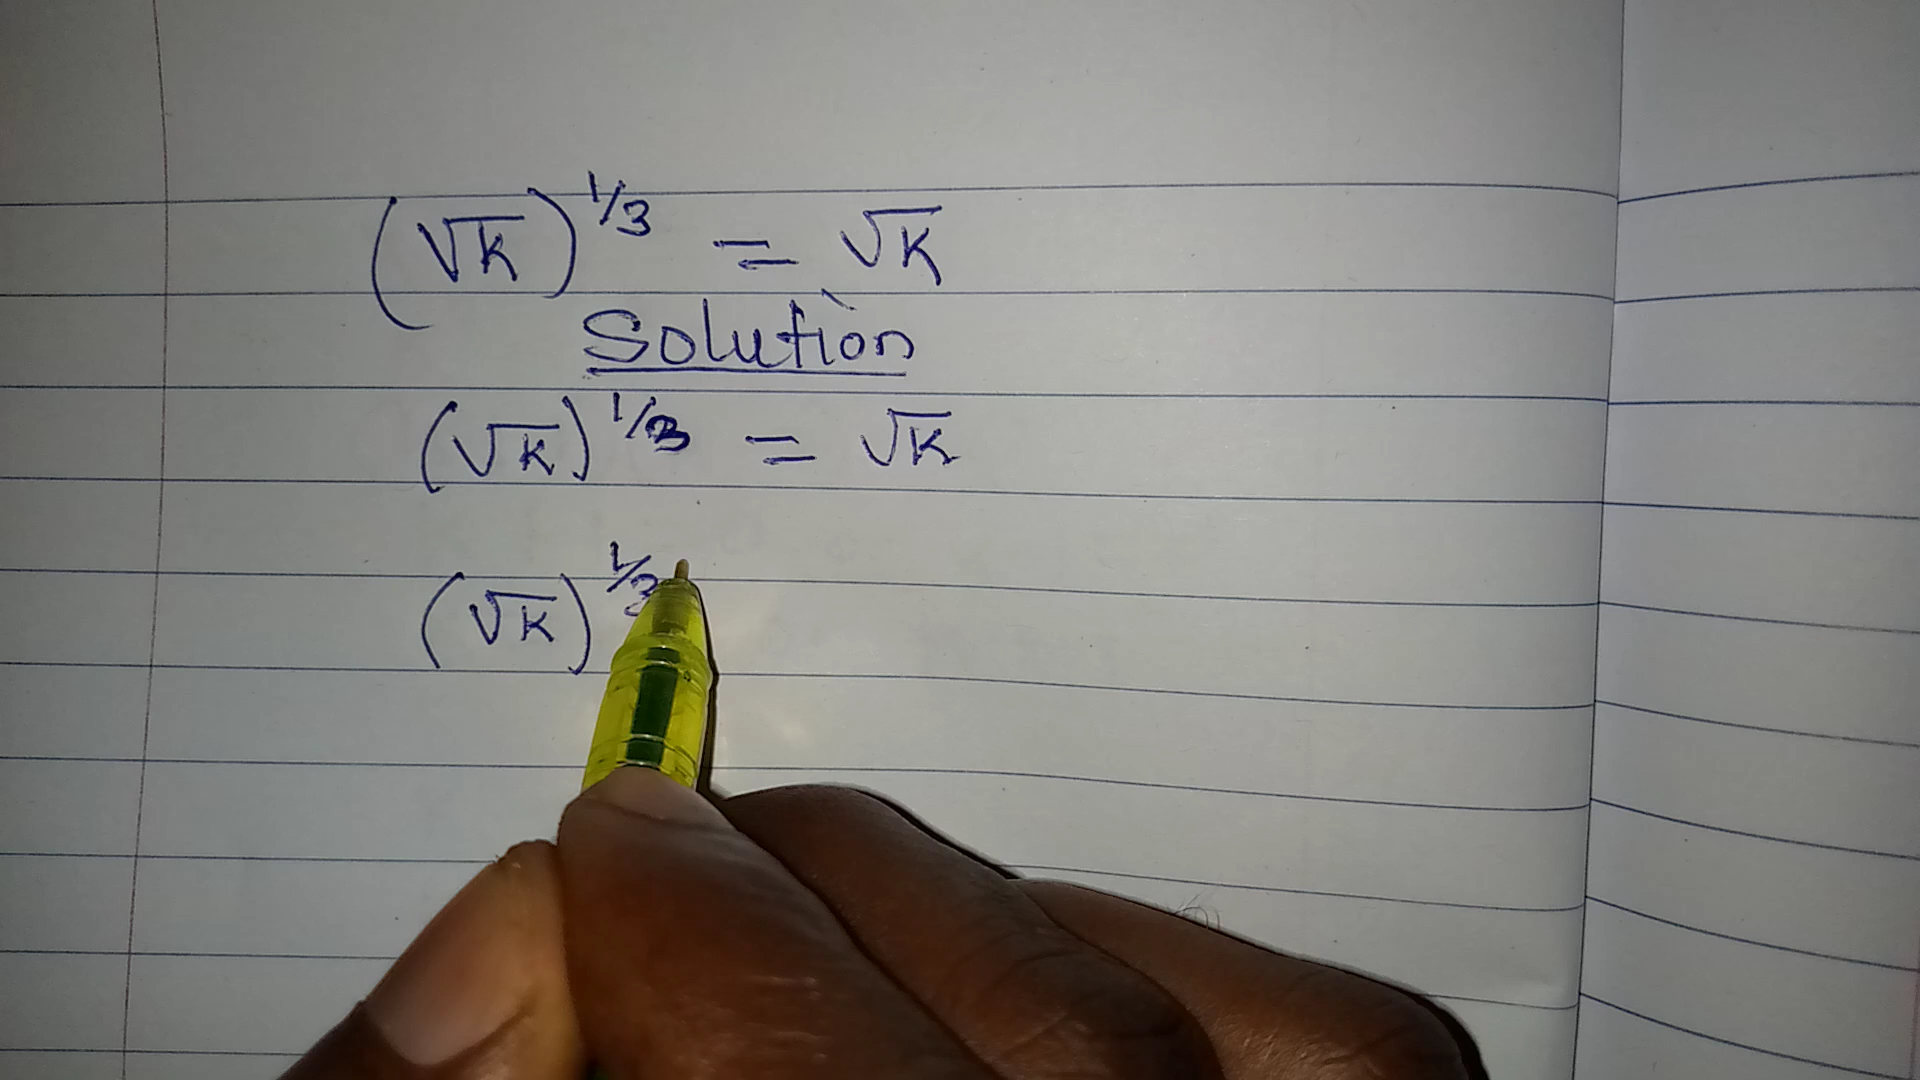 (√K)^1/3 = √K
Solution
(√K)^1/3 = √K
(√K)^1/3